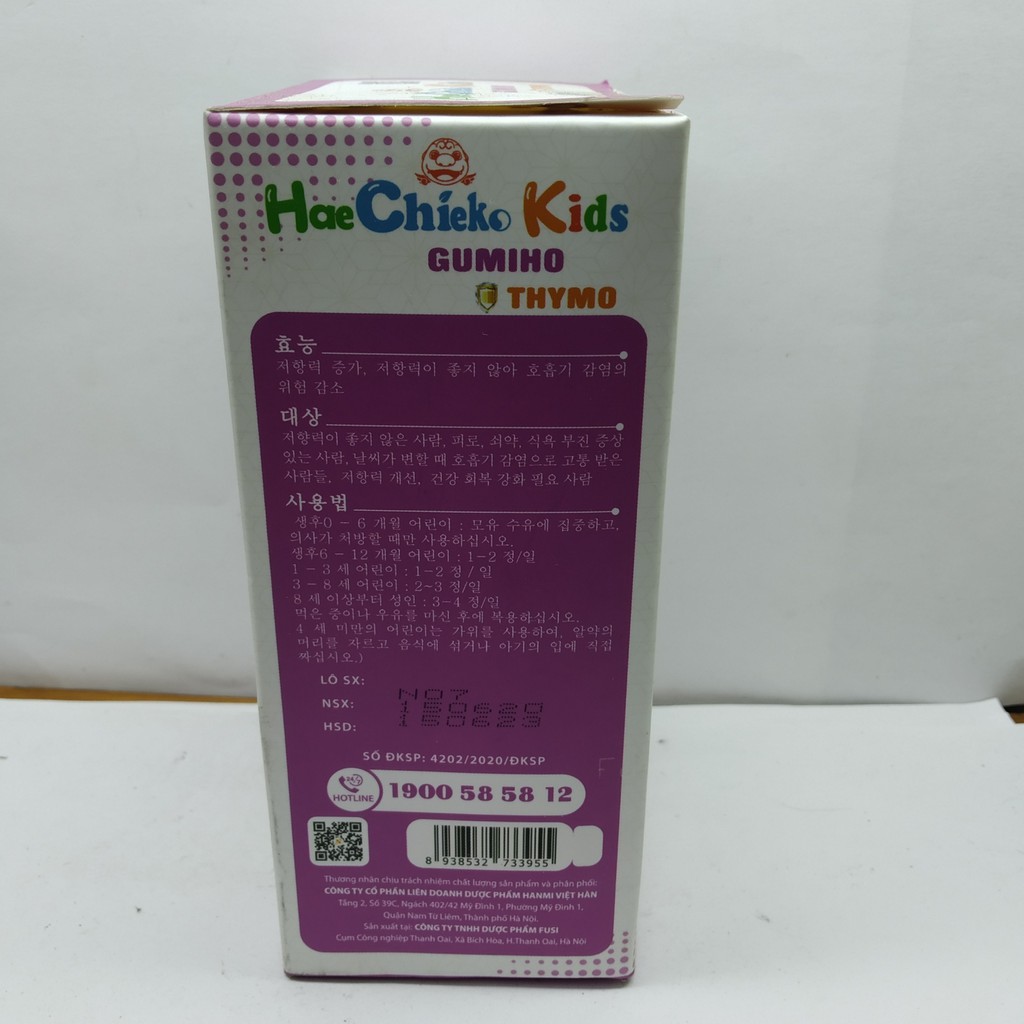 HaeChieko Kids
GUMIHO
THYMO
효능
저항력 증가, 저항력이 좋지 않아 호흡기 감염의
위험 감소
대상
저향력이 좋지 않은 사람, 피로, 쇠약, 식욕 부진 증상
있는 사람, 날씨가 변할 때 호흡기 감염으로 고통 받은
사람들, 저항력 개선, 건강 회복 강화 필요 사람
사용법
생후0 - 6 개월 어린이 : 모유 수유에 집중하고,
의사가 처방할 때만 사용하십시오.
생후6 - 12 개월 어린이 : 1-2 정/일
1 - 3 세 어린이 : 1-2 정 / 일
3 - 8 세 어린이 : 2~3 정/일
8 세 이상부터 성인 : 3-4 정/일
먹은 중이나 우유를 마신 후에 복용하십시오.
4 세 미만의 어린이는 가위를 사용하여, 알약의
머리를 자르고 음식에 섞거나 아기의 입에 직접
짜십시오.)
LÔ SX: N07
NSX: 150620
HSD: 150623
SỐ ĐKSP: 4202/2020/ĐKSP
24/7
HOTLINE
1900 58 58 12
8 938532 733955
Thương nhân chịu trách nhiệm chất lượng sản phẩm và phân phối:
CÔNG TY CỔ PHẦN LIÊN DOANH DƯỢC PHẨM HANMI VIỆT HÀN
Tầng 2, Số 39C, Ngách 402/42 Mỹ Đình 1, Phường Mỹ Đình 1,
Quận Nam Từ Liêm, Thành phố Hà Nội.
Sản xuất tại: CÔNG TY TNHH DƯỢC PHẨM FUSI
Cụm Công nghiệp Thanh Oai, Xã Bích Hòa, H.Thanh Oai, Hà Nội